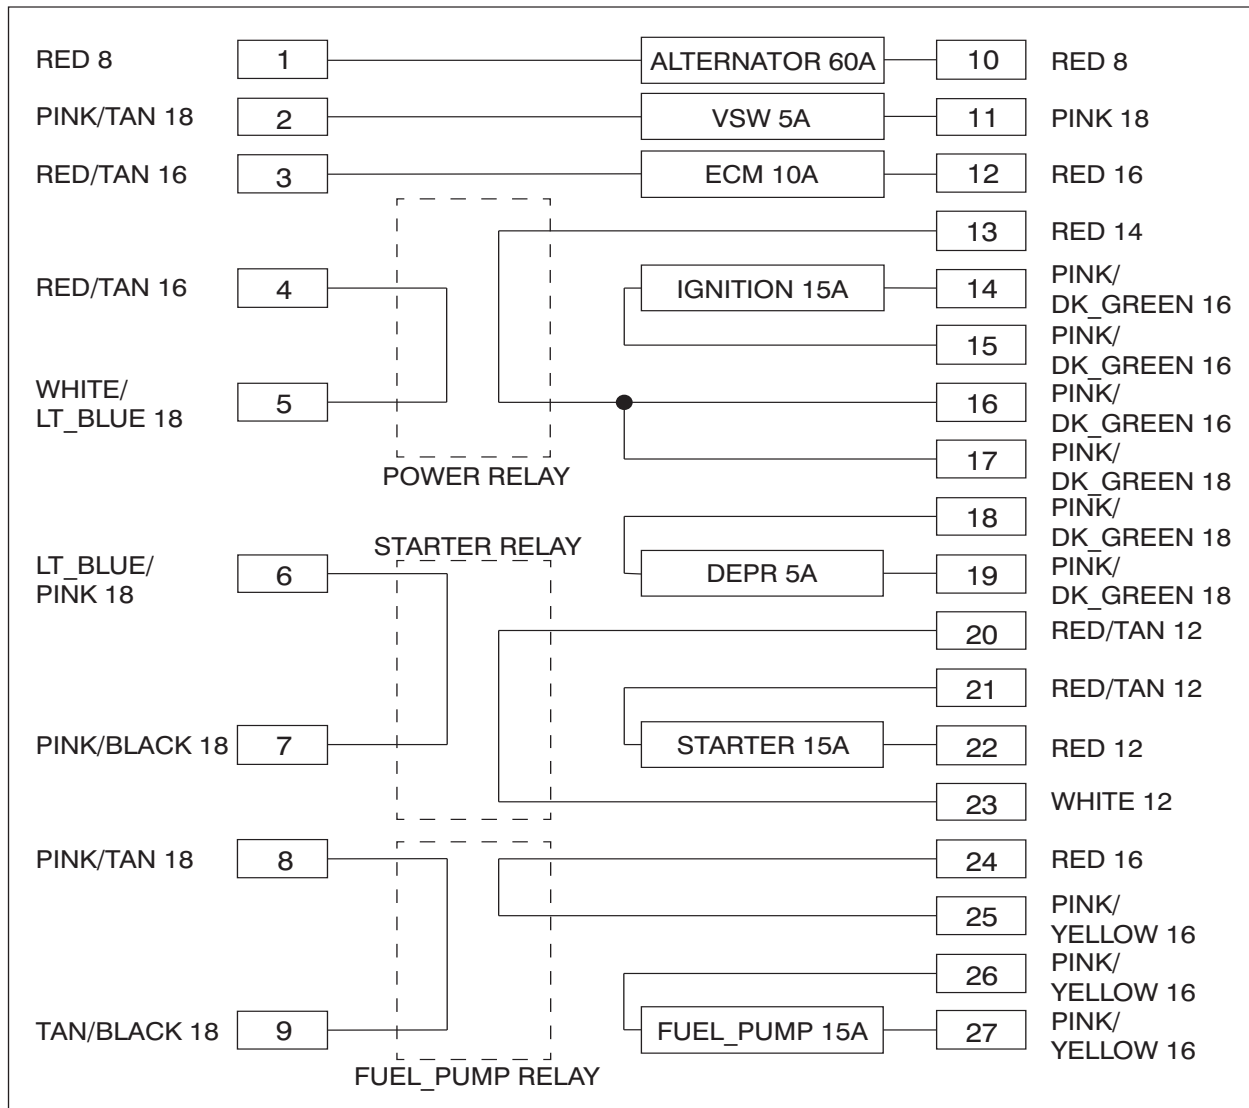 RED 8 1 ALTERNATOR 60A 10 RED 8
PINK/TAN 18 2 VSW 5A 11 PINK 18
RED/TAN 16 3 ECM 10A 12 RED 16
13 RED 14
RED/TAN 16 4 IGNITION 15A 14 PINK/
DK_GREEN 16
15 PINK/
DK_GREEN 16
WHITE/
LT_BLUE 18 5 16 PINK/
DK_GREEN 16
17 PINK/
DK_GREEN 18
POWER RELAY
18 PINK/
DK_GREEN 18
STARTER RELAY
LT_BLUE/
PINK 18 6 DEPR 5A 19 PINK/
DK_GREEN 18
20 RED/TAN 12
21 RED/TAN 12
PINK/BLACK 18 7 STARTER 15A 22 RED 12
23 WHITE 12
PINK/TAN 18 8 24 RED 16
25 PINK/
YELLOW 16
26 PINK/
YELLOW 16
TAN/BLACK 18 9 FUEL_PUMP 15A 27 PINK/
YELLOW 16
FUEL_PUMP RELAY